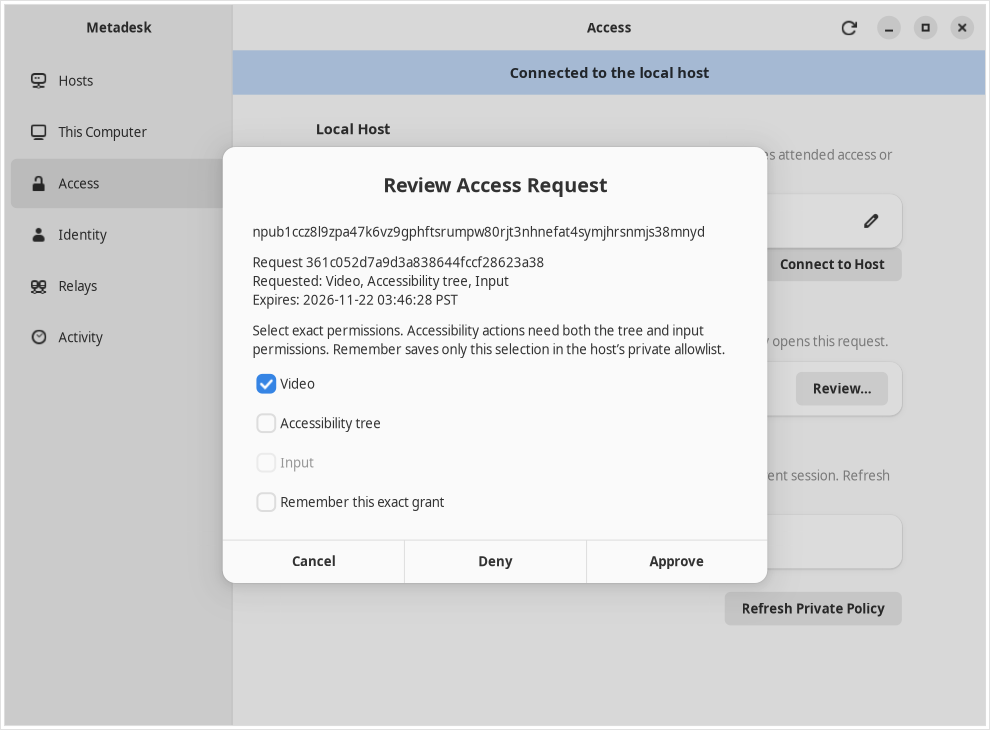 Metadesk
Access
Hosts
This Computer
Access
Identity
Relays
Activity
Connected to the local host
Local Host
es attended access or
Connect to Host
opens this request.
Review...
ent session. Refresh
Refresh Private Policy
Review Access Request
npub1ccz8l9zpa47k6vz9gphftsrumpw80rjt3nhnefat4symjhrsnmjs38mnyd
Request 361c052d7a9d3a838644fccf28623a38
Requested: Video, Accessibility tree, Input
Expires: 2026-11-22 03:46:28 PST
Select exact permissions. Accessibility actions need both the tree and input
permissions. Remember saves only this selection in the host's private allowlist.
Video
Accessibility tree
Input
Remember this exact grant
Cancel
Deny
Approve